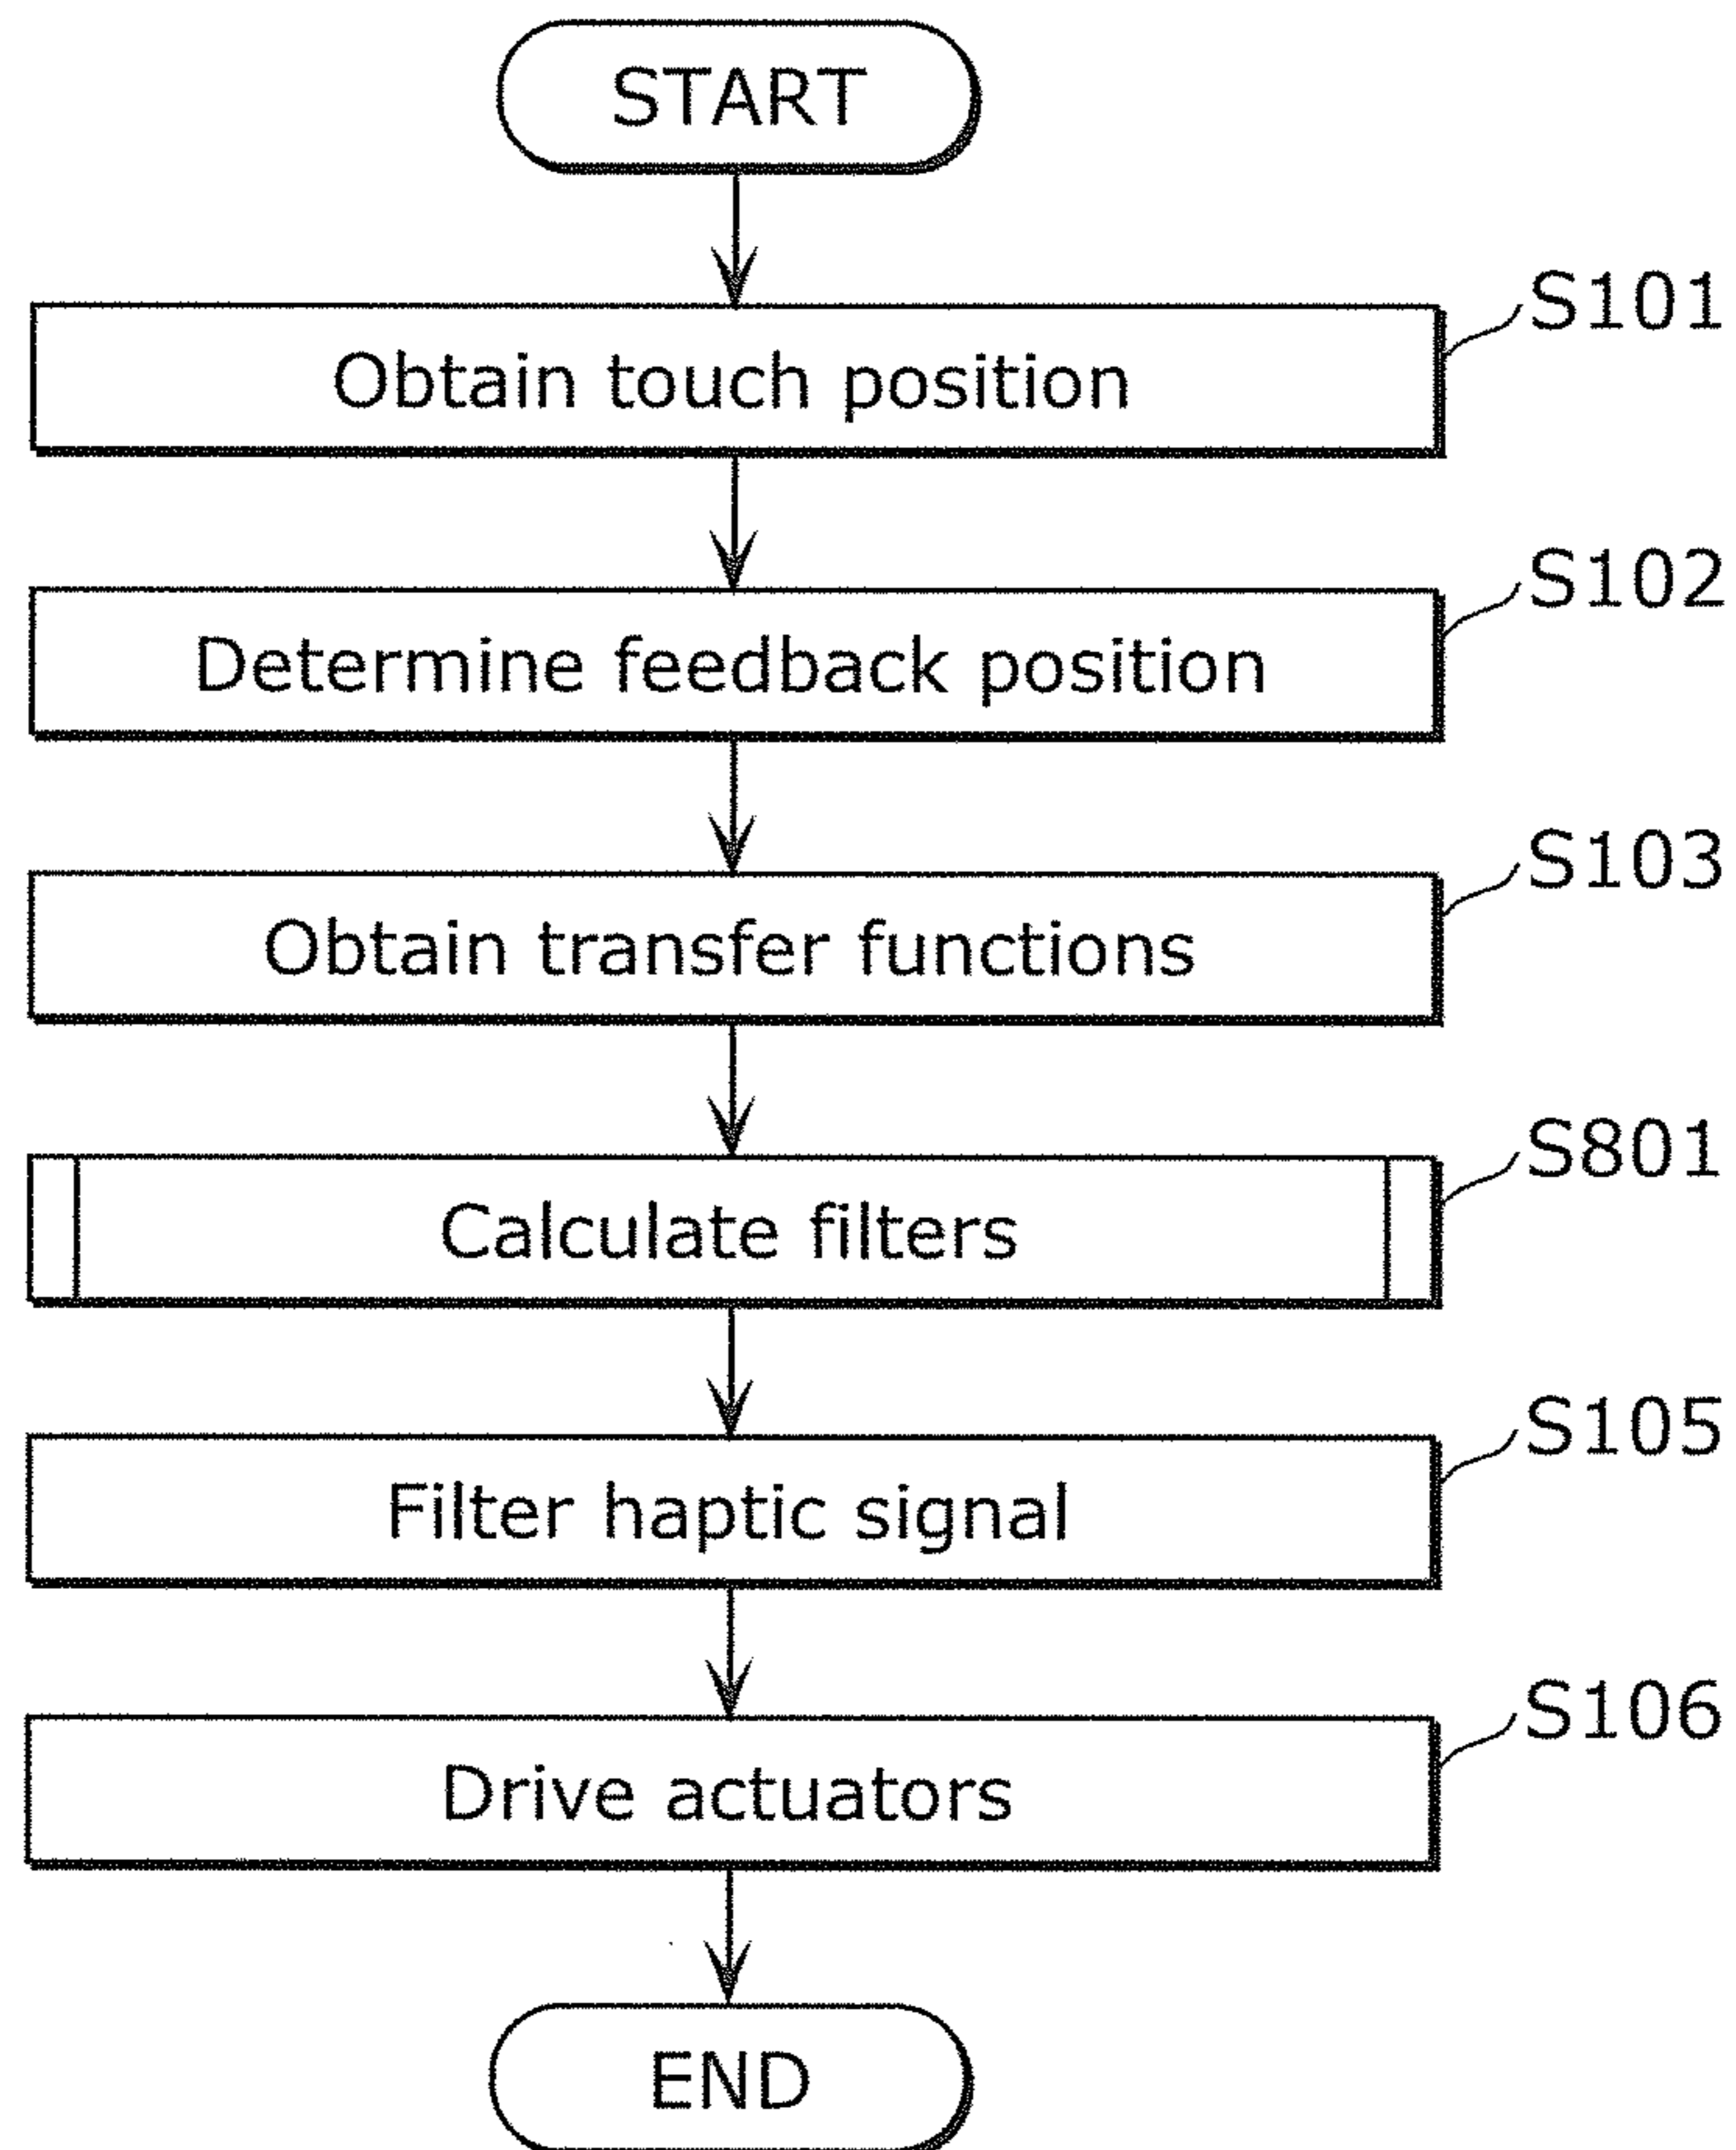 START
S101
Obtain touch position
S102
Determine feedback position
S103
Obtain transfer functions
S801
Calculate filters
S105
Filter haptic signal
S106
Drive actuators
END